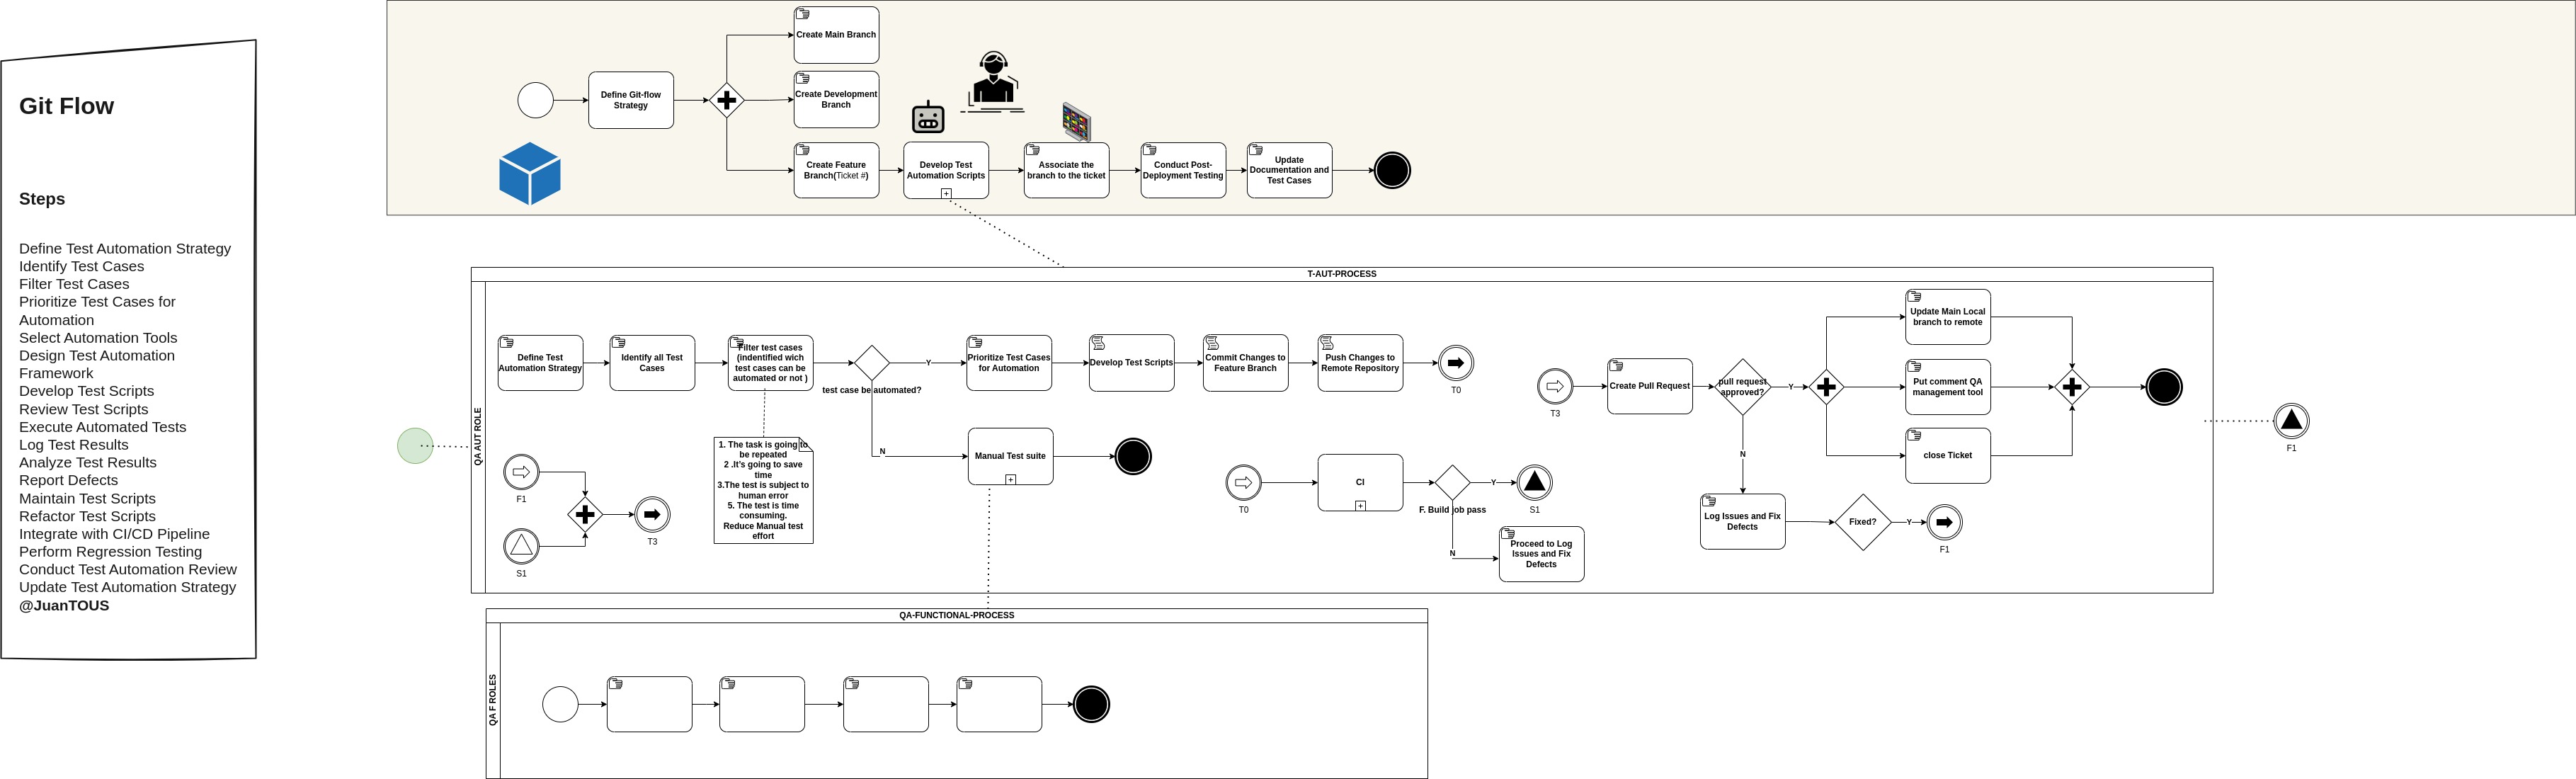 Git Flow
Steps
Define Test Automation Strategy
Identify Test Cases
Filter Test Cases
Prioritize Test Cases for
Automation
Select Automation Tools
Design Test Automation
Framework
Develop Test Scripts
Review Test Scripts
Execute Automated Tests
Log Test Results
Analyze Test Results
Report Defects
Maintain Test Scripts
Refactor Test Scripts
Integrate with CI/CD Pipeline
Perform Regression Testing
Conduct Test Automation Review
Update Test Automation Strategy
@JuanTOUS
Define Git-flow
Strategy
Create Main Branch
Create Development
Branch
Create Feature
Branch(Ticket #)
Develop Test
Automation Scripts
Associate the
branch to the ticket
Conduct Post-
Deployment Testing
Update
Documentation and
Test Cases
T-AUT-PROCESS
QA AUT ROLE
Define Test
Automation Strategy
Identify all Test
Cases
Filter test cases
(indentified wich
test cases can be
automated or not )
test case be automated?
Y
N
Prioritize Test Cases
for Automation
Develop Test Scripts
Commit Changes to
Feature Branch
Push Changes to
Remote Repository
T0
Manual Test suite
1. The task is going to
be repeated
2 .It's going to save
time
3.The test is subject to
human error
5. The test is time
consuming.
Reduce Manual test
effort
F1
S1
T3
T0
CI
F. Build job pass
Y
S1
N
Proceed to Log
Issues and Fix
Defects
T3
Create Pull Request
pull request
approved?
Y
N
Update Main Local
branch to remote
Put comment QA
management tool
close Ticket
Log Issues and Fix
Defects
Fixed?
Y
F1
F1
QA-FUNCTIONAL-PROCESS
QA F ROLES